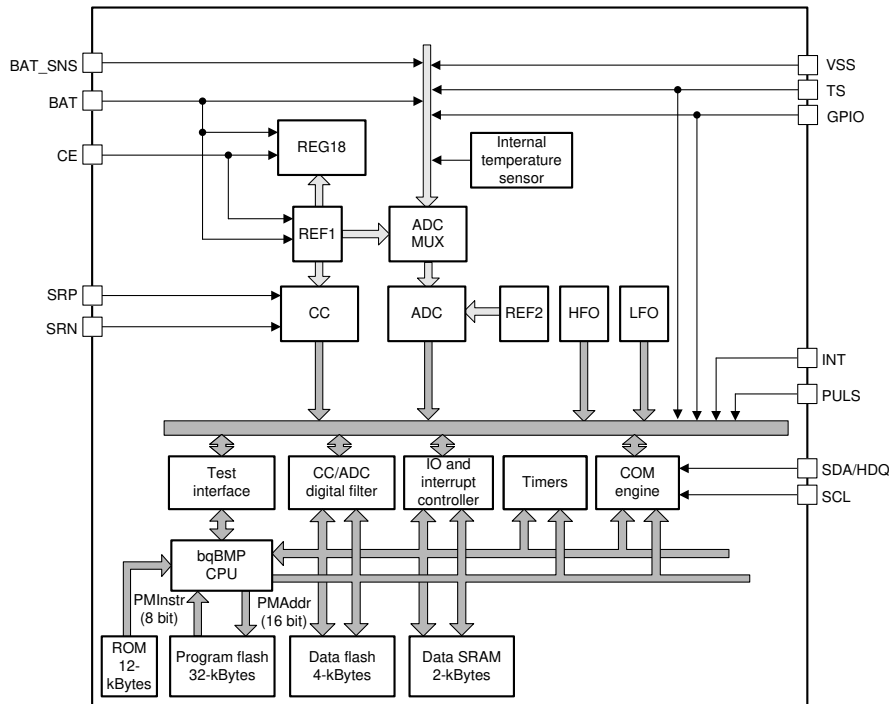 BAT_SNS
VSS
BAT
TS
GPIO
CE
REG18
Internal
temperature
sensor
REF1
ADC
MUX
SRP
SRN
CC
ADC
REF2
HFO
LFO
INT
PULS
Test
interface
CC/ADC
digital filter
IO and
interrupt
controller
Timers
COM
engine
SDA/HDQ
SCL
bqBMP
CPU
PMInstr
(8 bit)
PMAddr
(16 bit)
ROM
12-
kBytes
Program flash
32-kBytes
Data flash
4-kBytes
Data SRAM
2-kBytes